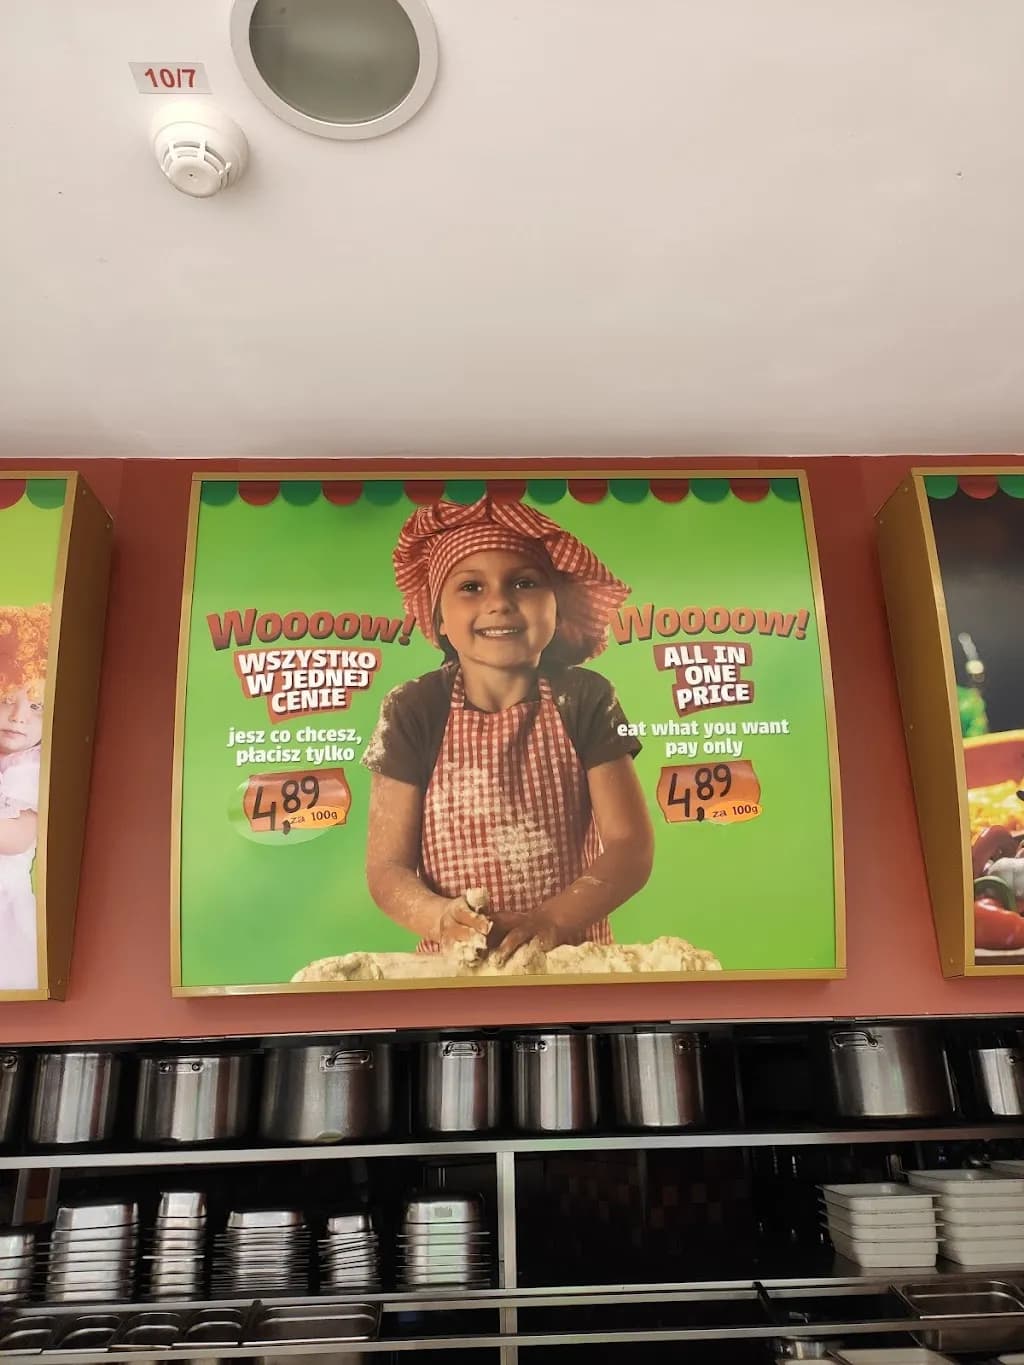 10/7
Woooow!
WSZYSTKO
W JEDNEJ
CENIE
jesz co chcesz,
płacisz tylko
4,89
za 100g
Woooow!
ALL IN
ONE
PRICE
eat what you want
pay only
4,89
za 100g